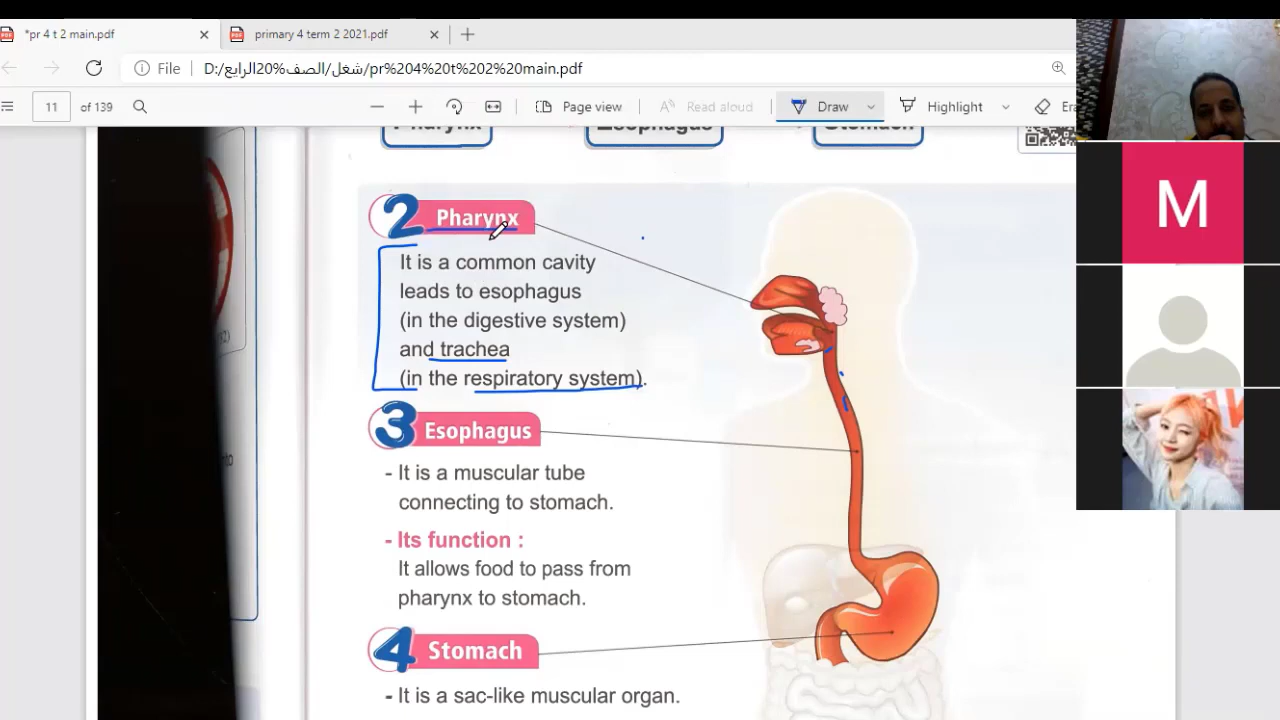 *pr 4 t 2 main.pdf
primary 4 term 2 2021.pdf
File
D:/شغل/الصف%20الرابع/pr%204%20t%202%20main.pdf
11 of 139
Page view
Read aloud
Draw
Highlight
Pharynx Esophagus Stomach
2 Pharynx
It is a common cavity
leads to esophagus
(in the digestive system)
and trachea
(in the respiratory system).
3 Esophagus
- It is a muscular tube
connecting to stomach.
- Its function :
It allows food to pass from
pharynx to stomach.
4 Stomach
- It is a sac-like muscular organ.
M